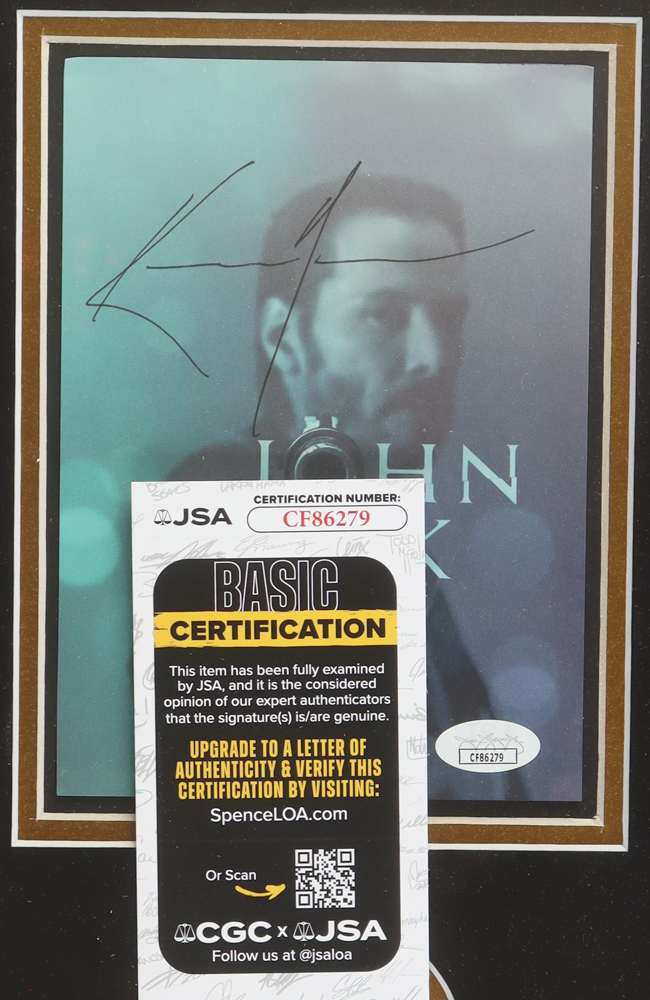 JOHN
K
JSA
CERTIFICATION NUMBER:
CF86279
BASIC
CERTIFICATION
This item has been fully examined
by JSA, and it is the considered
opinion of our expert authenticators
that the signature(s) is/are genuine.
UPGRADE TO A LETTER OF
AUTHENTICITY & VERIFY THIS
CERTIFICATION BY VISITING:
SpenceLOA.com
Or Scan
CGC x JSA
Follow us at @jsaloa
CF86279